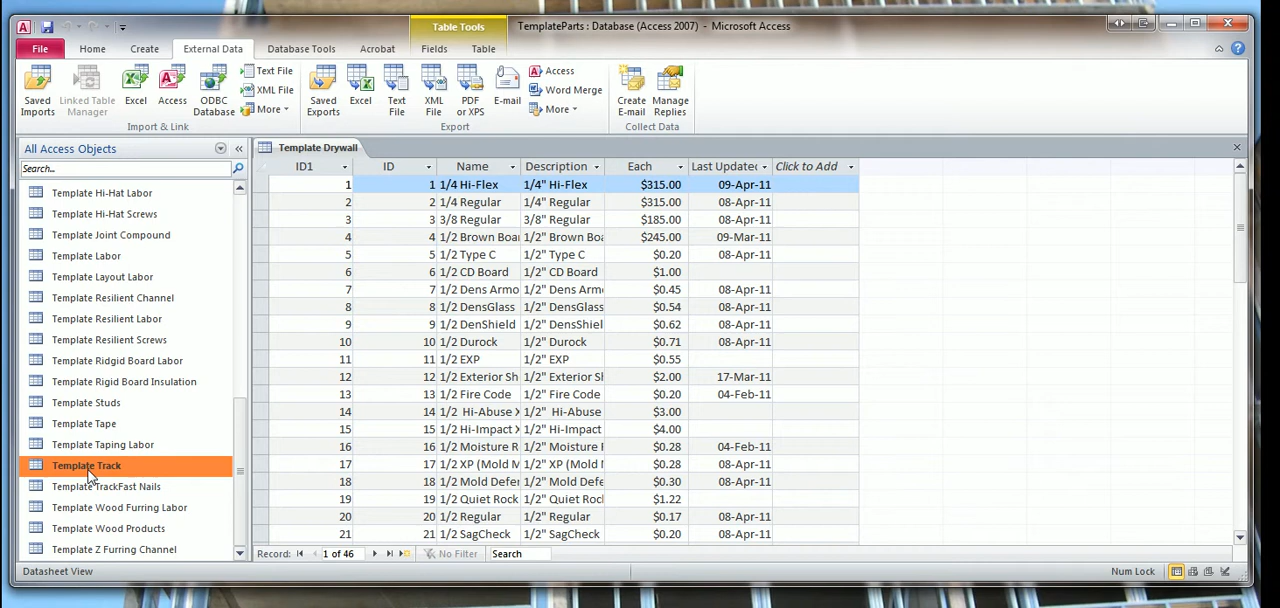 Table Tools
TemplateParts : Database (Access 2007) - Microsoft Access
File Home Create External Data Database Tools Acrobat Fields Table
Saved Imports
Linked Table Manager
Excel
Access
ODBC Database
Text File
XML File
More
Import & Link
Saved Exports
Excel
Text File
XML File
PDF or XPS
E-mail
Access
Word Merge
More
Export
Create E-mail
Manage Replies
Collect Data
All Access Objects
Search...
Template Hi-Hat Labor
Template Hi-Hat Screws
Template Joint Compound
Template Labor
Template Layout Labor
Template Resilient Channel
Template Resilient Labor
Template Resilient Screws
Template Ridgid Board Labor
Template Rigid Board Insulation
Template Studs
Template Tape
Template Taping Labor
Template Track
Template TrackFast Nails
Template Wood Furring Labor
Template Wood Products
Template Z Furring Channel
Template Drywall
ID1 ID Name Description Each Last Update Click to Add
1 1 1/4 Hi-Flex 1/4" Hi-Flex $315.00 09-Apr-11
2 2 1/4 Regular 1/4" Regular $315.00 08-Apr-11
3 3 3/8 Regular 3/8" Regular $185.00 08-Apr-11
4 4 1/2 Brown Boa 1/2" Brown Boa $245.00 09-Mar-11
5 5 1/2 Type C 1/2" Type C $0.20 08-Apr-11
6 6 1/2 CD Board 1/2" CD Board $1.00
7 7 1/2 Dens Armo 1/2" Dens Armo $0.45 08-Apr-11
8 8 1/2 DensGlass 1/2" DensGlass $0.54 08-Apr-11
9 9 1/2 DenShield 1/2" DensShiel $0.62 08-Apr-11
10 10 1/2 Durock 1/2" Durock $0.71 08-Apr-11
11 11 1/2 EXP 1/2" EXP $0.55
12 12 1/2 Exterior Sh 1/2" Exterior S $2.00 17-Mar-11
13 13 1/2 Fire Code 1/2" Fire Code $0.20 04-Feb-11
14 14 1/2 Hi-Abuse X 1/2" Hi-Abuse $3.00
15 15 1/2 Hi-Impact X 1/2" Hi-Impact $4.00
16 16 1/2 Moisture R 1/2" Moisture $0.28 04-Feb-11
17 17 1/2 XP (Mold M 1/2" XP (Mold $0.28 08-Apr-11
18 18 1/2 Mold Defer 1/2" Mold Defe $0.30 08-Apr-11
19 19 1/2 Quiet Rock 1/2" Quiet Rock $1.22
20 20 1/2 Regular 1/2" Regular $0.17 08-Apr-11
21 21 1/2 SagCheck 1/2" SagCheck $0.20 08-Apr-11
Record: 1 of 46 No Filter Search
Datasheet View Num Lock